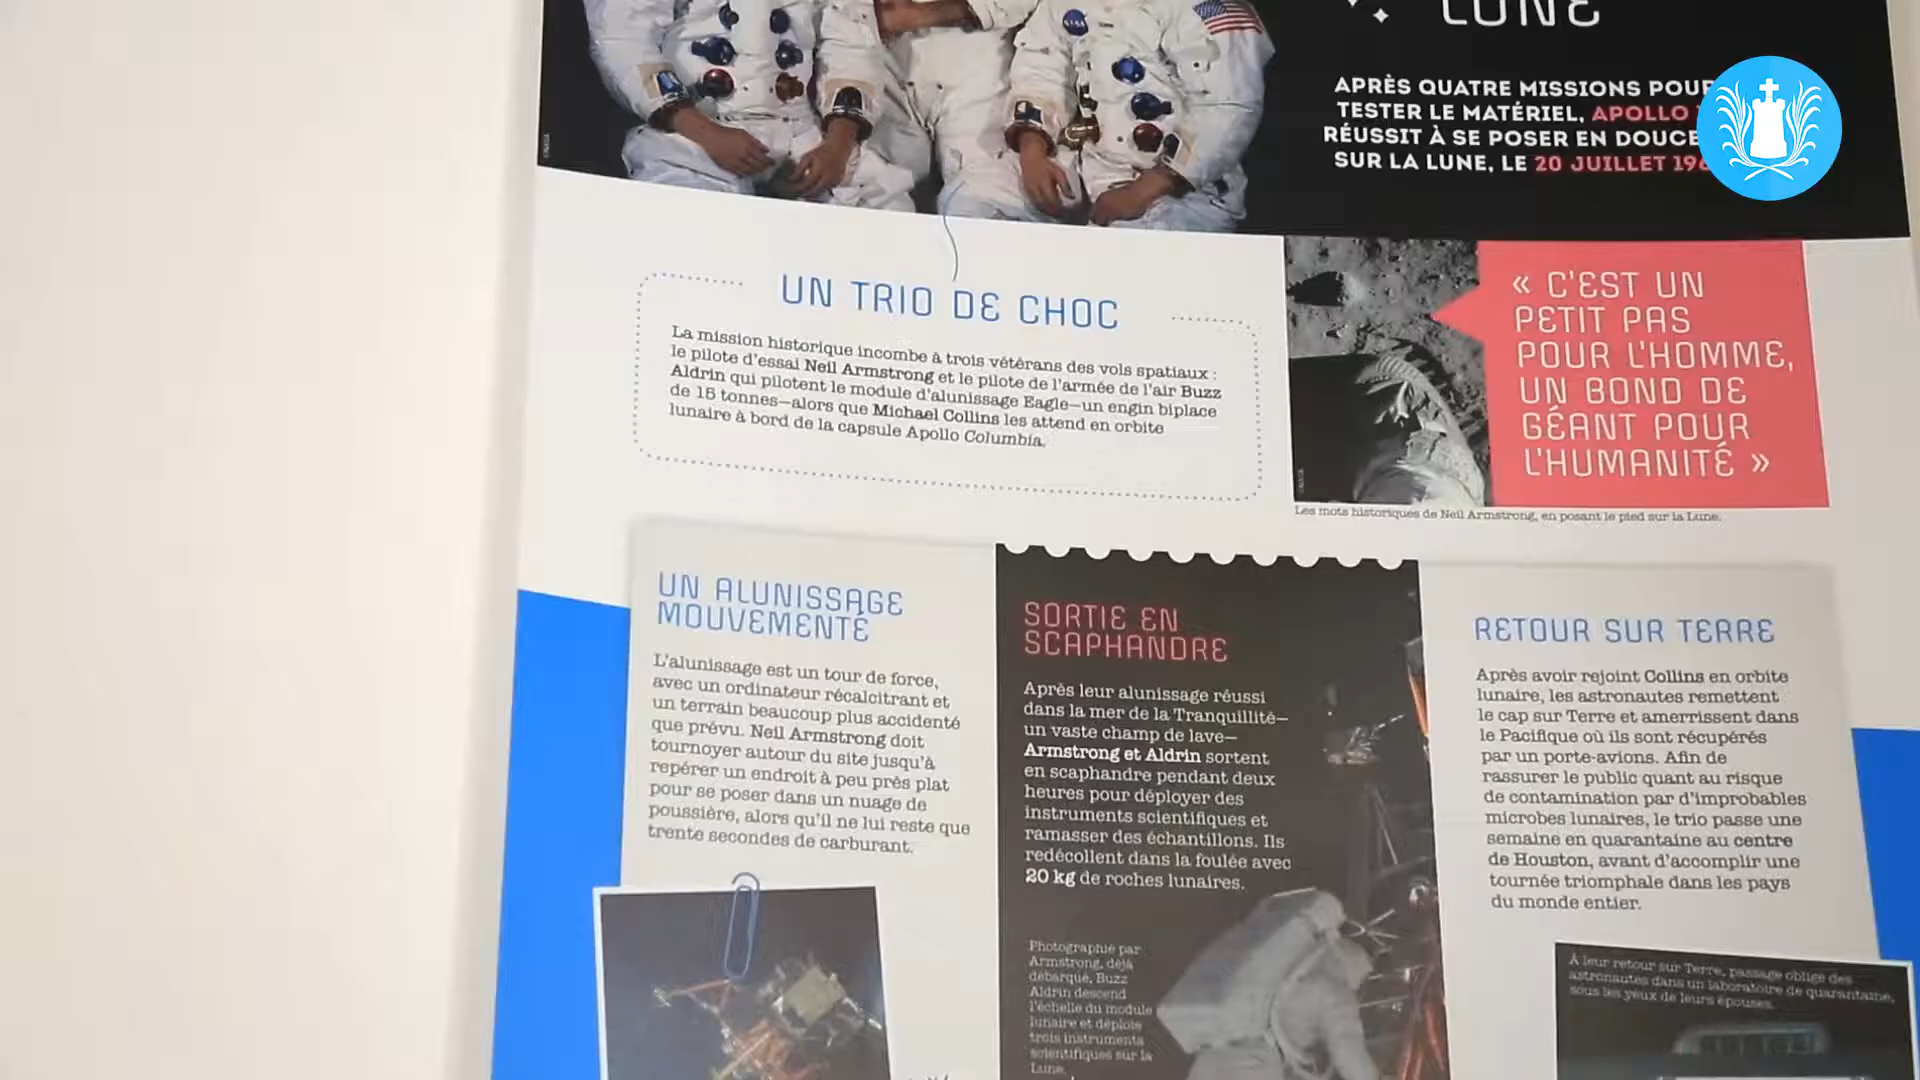 LUNE
APRÈS QUATRE MISSIONS POUR
TESTER LE MATÉRIEL, APOLLO
RÉUSSIT À SE POSER EN DOUCE
SUR LA LUNE, LE 20 JUILLET 196
UN TRIO DE CHOC
La mission historique incombe à trois vétérans des vols spatiaux :
le pilote d'essai Neil Armstrong et le pilote de l'armée de l'air Buzz
Aldrin qui pilotent le module d'alunissage Eagle—un engin biplace
de 15 tonnes—alors que Michael Collins les attend en orbite
lunaire à bord de la capsule Apollo Columbia.
« C'EST UN
PETIT PAS
POUR L'HOMME,
UN BOND DE
GÉANT POUR
L'HUMANITÉ »
Les mots historiques de Neil Armstrong, en posant le pied sur la Lune.
UN ALUNISSAGE
MOUVEMENTÉ
L'alunissage est un tour de force,
avec un ordinateur récalcitrant et
un terrain beaucoup plus accidenté
que prévu. Neil Armstrong doit
tournoyer autour du site jusqu'à
repérer un endroit à peu près plat
pour se poser dans un nuage de
poussière, alors qu'il ne lui reste que
trente secondes de carburant.
SORTIE EN
SCAPHANDRE
Après leur alunissage réussi
dans la mer de la Tranquillité—
un vaste champ de lave—
Armstrong et Aldrin sortent
en scaphandre pendant deux
heures pour déployer des
instruments scientifiques et
ramasser des échantillons. Ils
redécollent dans la foulée avec
20 kg de roches lunaires.
Photographié par
Armstrong, déjà
débarqué, Buzz
Aldrin descend
l'échelle du module
lunaire et déploie
trois instruments
scientifiques sur la
Lune.
RETOUR SUR TERRE
Après avoir rejoint Collins en orbite
lunaire, les astronautes remettent
le cap sur Terre et amerrissent dans
le Pacifique où ils sont récupérés
par un porte-avions. Afin de
rassurer le public quant au risque
de contamination par d'improbables
microbes lunaires, le trio passe une
semaine en quarantaine au centre
de Houston, avant d'accomplir une
tournée triomphale dans les pays
du monde entier.
À leur retour sur Terre, passage obligé des
astronautes dans un laboratoire de quarantaine,
sous les yeux de leurs épouses.